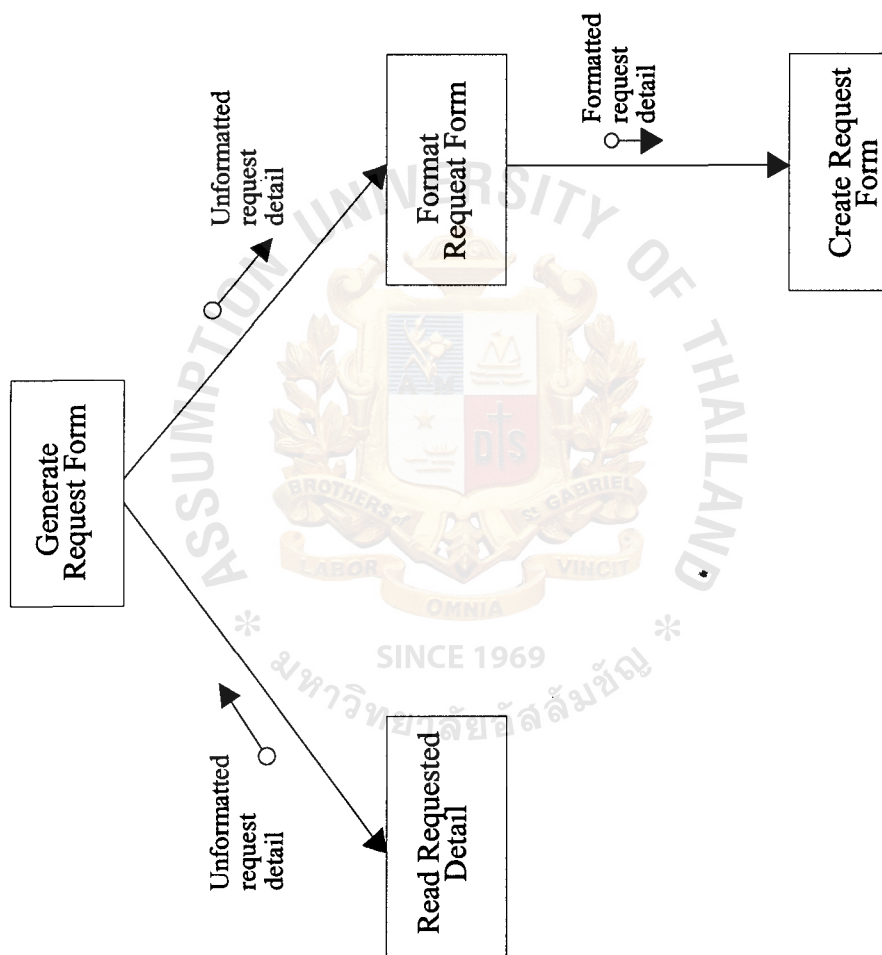 Generate
Request Form
Unformatted
request
detail
Unformatted
request
detail
Read Requested
Detail
Format
Requeat Form
Formatted
request
detail
Create Request
Form
ASSUMPTION UNIVERSITY OF THAILAND
A M
D S
BROTHERS of St GABRIEL
LABOR OMNIA VINCIT
SINCE 1969
* มหาวิทยาลัยอัสสัมชัญ *